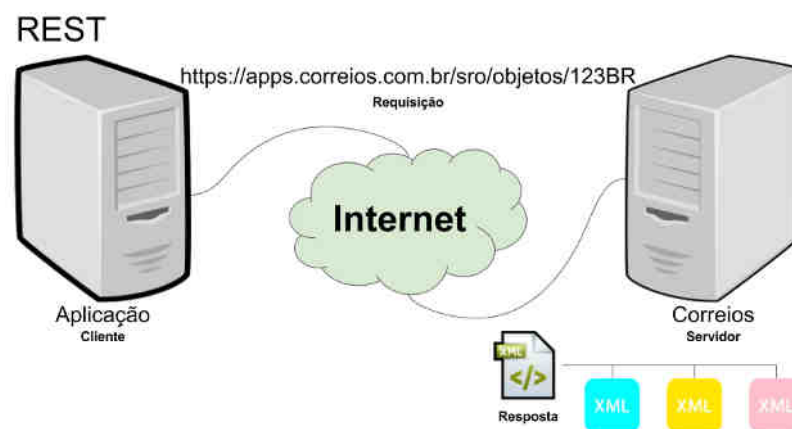 REST
https://apps.correios.com.br/sro/objetos/123BR
Requisição
Internet
Aplicação
Cliente
Correios
Servidor
XML
</>
Resposta
XML
XML
XML